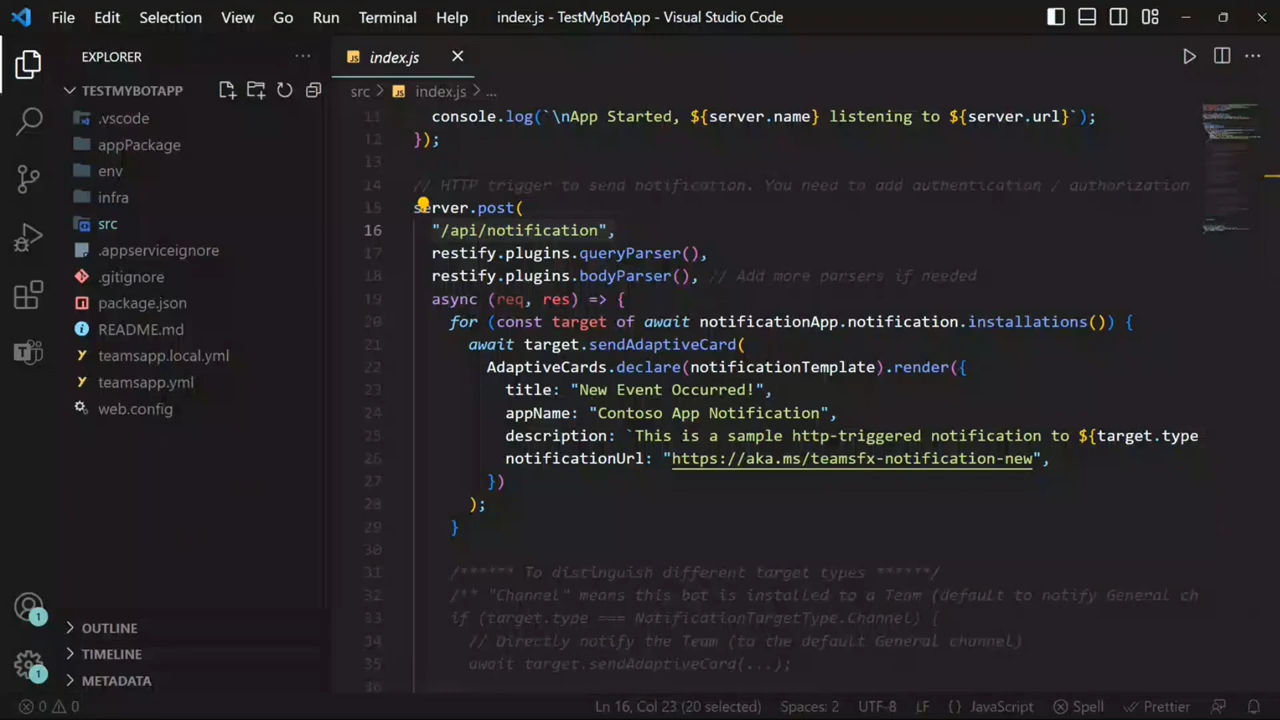 File Edit Selection View Go Run Terminal Help index.js - TestMyBotApp - Visual Studio Code
EXPLORER
TESTMYBOTAPP
.vscode
appPackage
env
infra
src
.appserviceignore
.gitignore
package.json
README.md
teamsapp.local.yml
teamsapp.yml
web.config
OUTLINE
TIMELINE
METADATA
1
1
JS index.js
src > JS index.js > ...
11 console.log(`\nApp Started, ${server.name} listening to ${server.url}`);
12 });
13
14 // HTTP trigger to send notification. You need to add authentication / authorization
15 server.post(
16 "/api/notification",
17 restify.plugins.queryParser(),
18 restify.plugins.bodyParser(), // Add more parsers if needed
19 async (req, res) => {
20 for (const target of await notificationApp.notification.installations()) {
21 await target.sendAdaptiveCard(
22 AdaptiveCards.declare(notificationTemplate).render({
23 title: "New Event Occurred!",
24 appName: "Contoso App Notification",
25 description: `This is a sample http-triggered notification to ${target.type
26 notificationUrl: "https://aka.ms/teamsfx-notification-new",
27 })
28 );
29 }
30
31 /****** To distinguish different target types ******/
32 /** "Channel" means this bot is installed to a Team (default to notify General ch
33 if (target.type === NotificationTargetType.Channel) {
34 // Directly notify the Team (to the default General channel)
35 await target.sendAdaptiveCard(...);
36
0 0 Ln 16, Col 23 (20 selected) Spaces: 2 UTF-8 LF {} JavaScript Spell Prettier